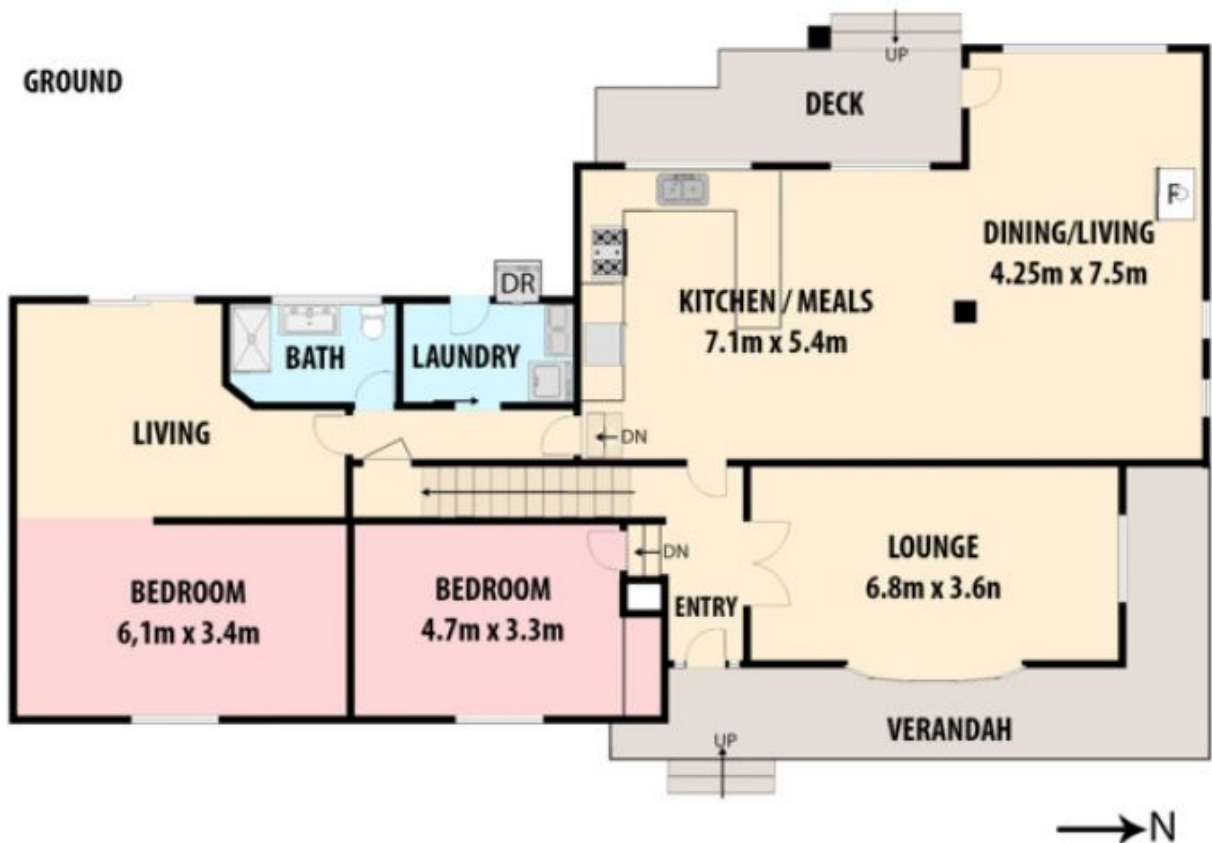 GROUND
UP
DECK
F
DINING/LIVING
4.25m x 7.5m
DR
KITCHEN / MEALS
7.1m x 5.4m
BATH
LAUNDRY
LIVING
DN
LOUNGE
6.8m x 3.6n
DN
BEDROOM
6,1m x 3.4m
BEDROOM
4.7m x 3.3m
ENTRY
VERANDAH
UP
N